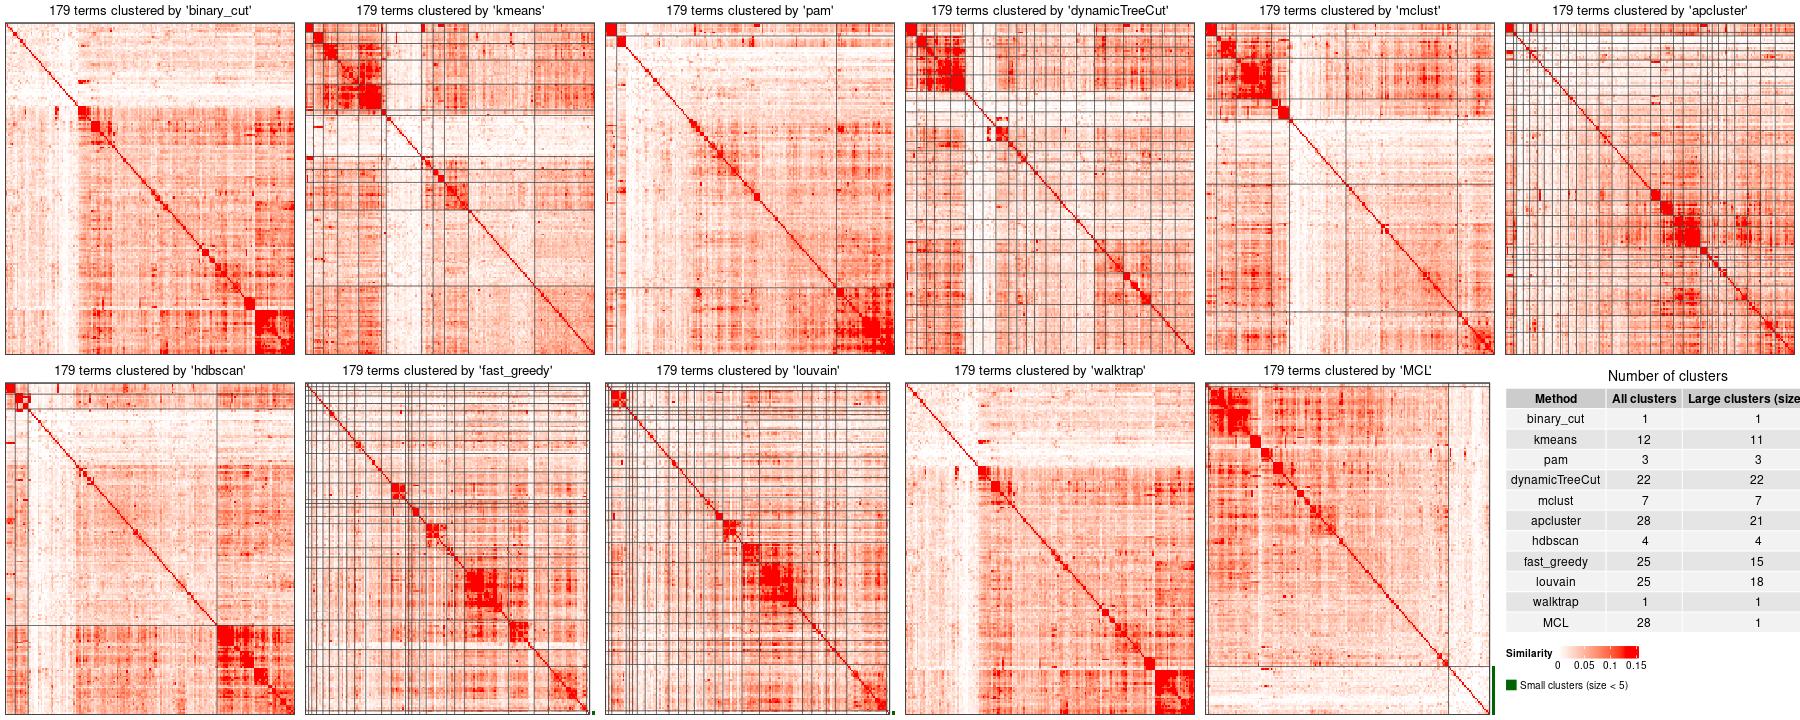 179 terms clustered by 'binary_cut'
179 terms clustered by 'kmeans'
179 terms clustered by 'pam'
179 terms clustered by 'dynamicTreeCut'
179 terms clustered by 'mclust'
179 terms clustered by 'apcluster'
179 terms clustered by 'hdbscan'
179 terms clustered by 'fast_greedy'
179 terms clustered by 'louvain'
179 terms clustered by 'walktrap'
179 terms clustered by 'MCL'
Number of clusters
Method All clusters Large clusters (size
binary_cut 1 1
kmeans 12 11
pam 3 3
dynamicTreeCut 22 22
mclust 7 7
apcluster 28 21
hdbscan 4 4
fast_greedy 25 15
louvain 25 18
walktrap 1 1
MCL 28 1
Similarity
0 0.05 0.1 0.15
Small clusters (size < 5)